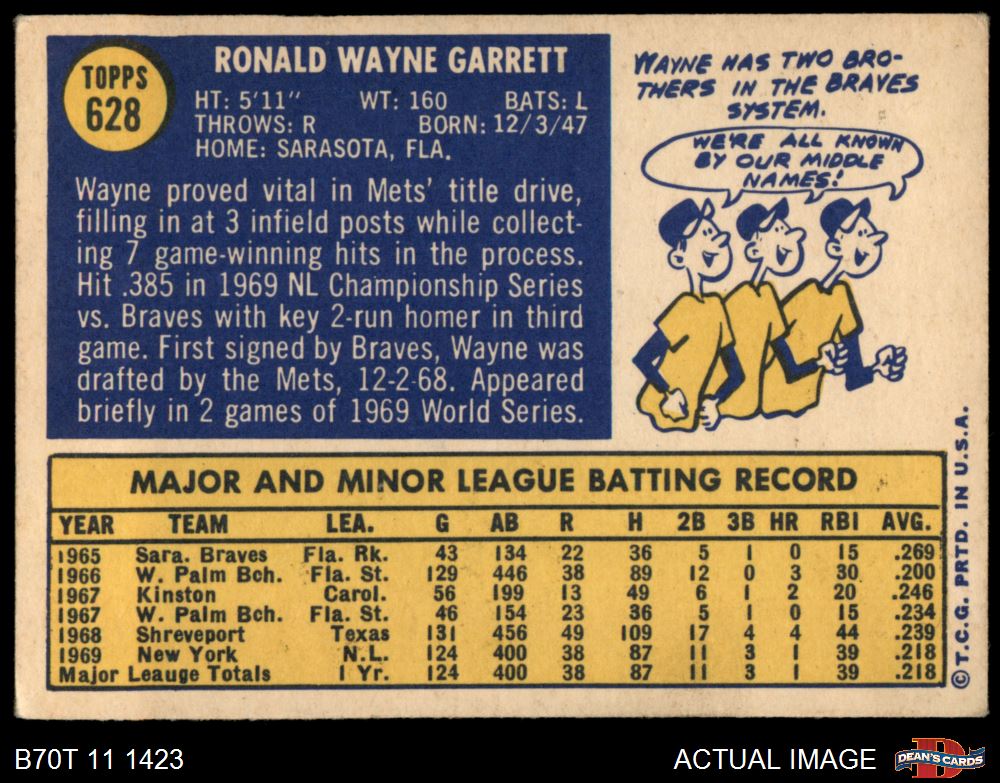 TOPPS
628
RONALD WAYNE GARRETT
HT: 5'11" WT: 160 BATS: L
THROWS: R BORN: 12/3/47
HOME: SARASOTA, FLA.
Wayne proved vital in Mets' title drive,
filling in at 3 infield posts while collect-
ing 7 game-winning hits in the process.
Hit .385 in 1969 NL Championship Series
vs. Braves with key 2-run homer in third
game. First signed by Braves, Wayne was
drafted by the Mets, 12-2-68. Appeared
briefly in 2 games of 1969 World Series.
WAYNE HAS TWO BRO-
THERS IN THE BRAVES
SYSTEM.
WE'RE ALL KNOWN
BY OUR MIDDLE
NAMES!
MAJOR AND MINOR LEAGUE BATTING RECORD
YEAR TEAM LEA. G AB R H 2B 3B HR RBI AVG.
1965 Sara. Braves Fla. Rk. 43 134 22 36 5 1 0 15 .269
1966 W. Palm Bch. Fla. St. 129 446 38 89 12 0 3 30 .200
1967 Kinston Carol. 56 199 13 49 6 1 2 20 .246
1967 W. Palm Bch. Fla. St. 46 154 23 36 5 1 0 15 .234
1968 Shreveport Texas 131 456 49 109 17 4 4 44 .239
1969 New York N.L. 124 400 38 87 11 3 1 39 .218
Major Leauge Totals 1 Yr. 124 400 38 87 11 3 1 39 .218
© T.C.G. PRTD. IN U.S.A.
B70T 11 1423
ACTUAL IMAGE
D
DEAN'S CARDS